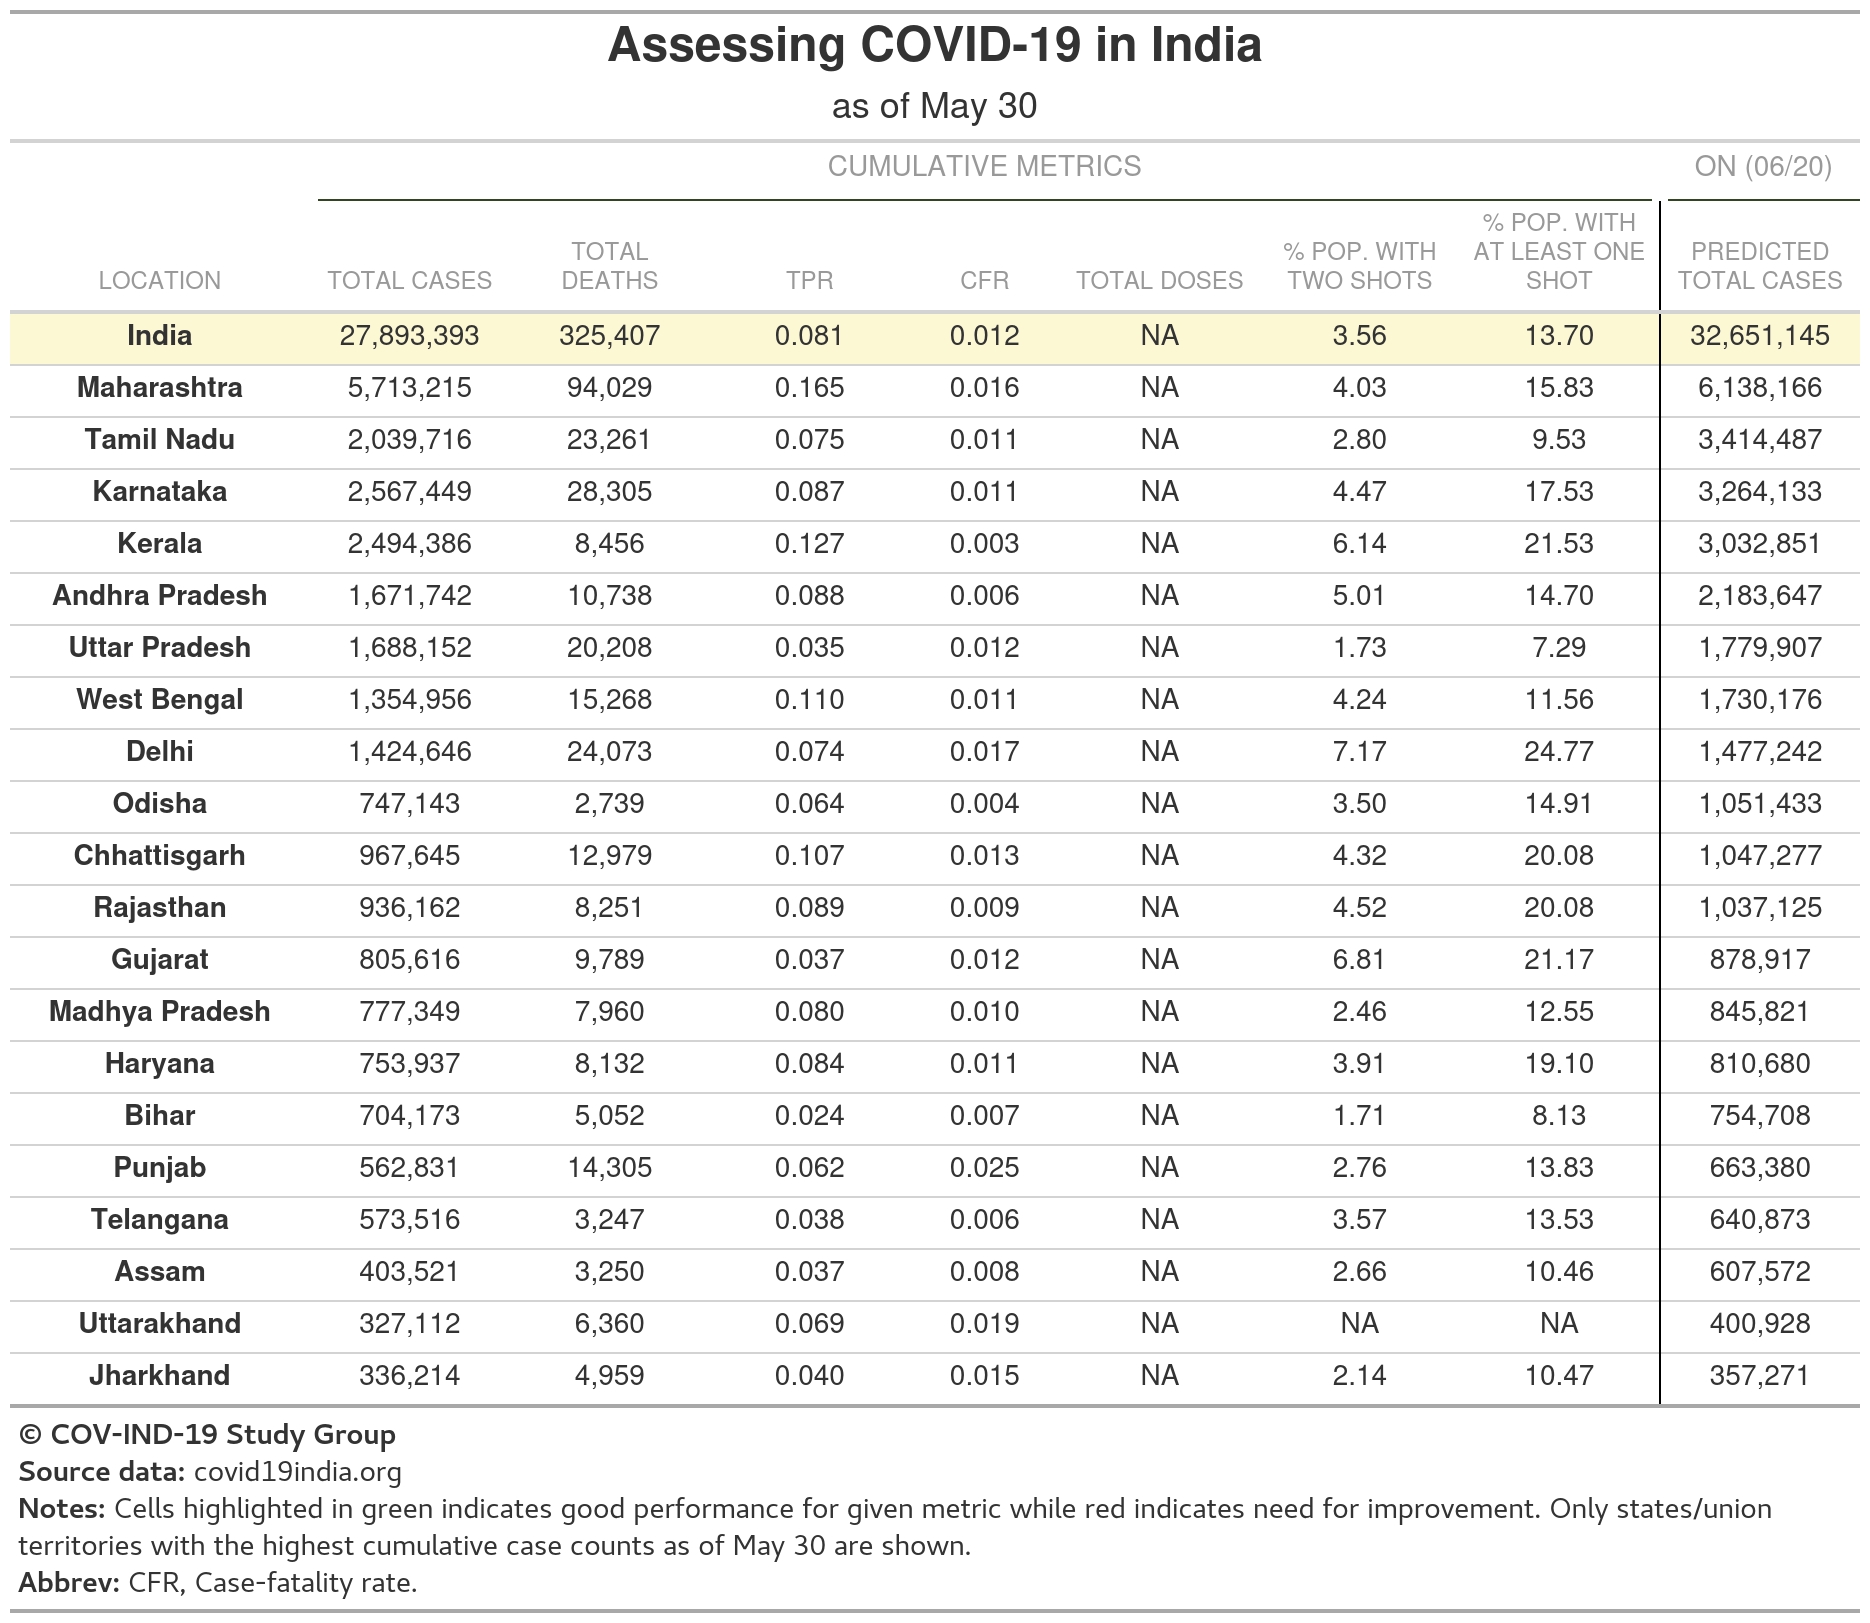 Assessing COVID-19 in India
as of May 30
CUMULATIVE METRICS ON (06/20)
LOCATION TOTAL CASES TOTAL DEATHS TPR CFR TOTAL DOSES % POP. WITH TWO SHOTS % POP. WITH AT LEAST ONE SHOT PREDICTED TOTAL CASES
India 27,893,393 325,407 0.081 0.012 NA 3.56 13.70 32,651,145
Maharashtra 5,713,215 94,029 0.165 0.016 NA 4.03 15.83 6,138,166
Tamil Nadu 2,039,716 23,261 0.075 0.011 NA 2.80 9.53 3,414,487
Karnataka 2,567,449 28,305 0.087 0.011 NA 4.47 17.53 3,264,133
Kerala 2,494,386 8,456 0.127 0.003 NA 6.14 21.53 3,032,851
Andhra Pradesh 1,671,742 10,738 0.088 0.006 NA 5.01 14.70 2,183,647
Uttar Pradesh 1,688,152 20,208 0.035 0.012 NA 1.73 7.29 1,779,907
West Bengal 1,354,956 15,268 0.110 0.011 NA 4.24 11.56 1,730,176
Delhi 1,424,646 24,073 0.074 0.017 NA 7.17 24.77 1,477,242
Odisha 747,143 2,739 0.064 0.004 NA 3.50 14.91 1,051,433
Chhattisgarh 967,645 12,979 0.107 0.013 NA 4.32 20.08 1,047,277
Rajasthan 936,162 8,251 0.089 0.009 NA 4.52 20.08 1,037,125
Gujarat 805,616 9,789 0.037 0.012 NA 6.81 21.17 878,917
Madhya Pradesh 777,349 7,960 0.080 0.010 NA 2.46 12.55 845,821
Haryana 753,937 8,132 0.084 0.011 NA 3.91 19.10 810,680
Bihar 704,173 5,052 0.024 0.007 NA 1.71 8.13 754,708
Punjab 562,831 14,305 0.062 0.025 NA 2.76 13.83 663,380
Telangana 573,516 3,247 0.038 0.006 NA 3.57 13.53 640,873
Assam 403,521 3,250 0.037 0.008 NA 2.66 10.46 607,572
Uttarakhand 327,112 6,360 0.069 0.019 NA NA NA 400,928
Jharkhand 336,214 4,959 0.040 0.015 NA 2.14 10.47 357,271
© COV-IND-19 Study Group
Source data: covid19india.org
Notes: Cells highlighted in green indicates good performance for given metric while red indicates need for improvement. Only states/union
territories with the highest cumulative case counts as of May 30 are shown.
Abbrev: CFR, Case-fatality rate.